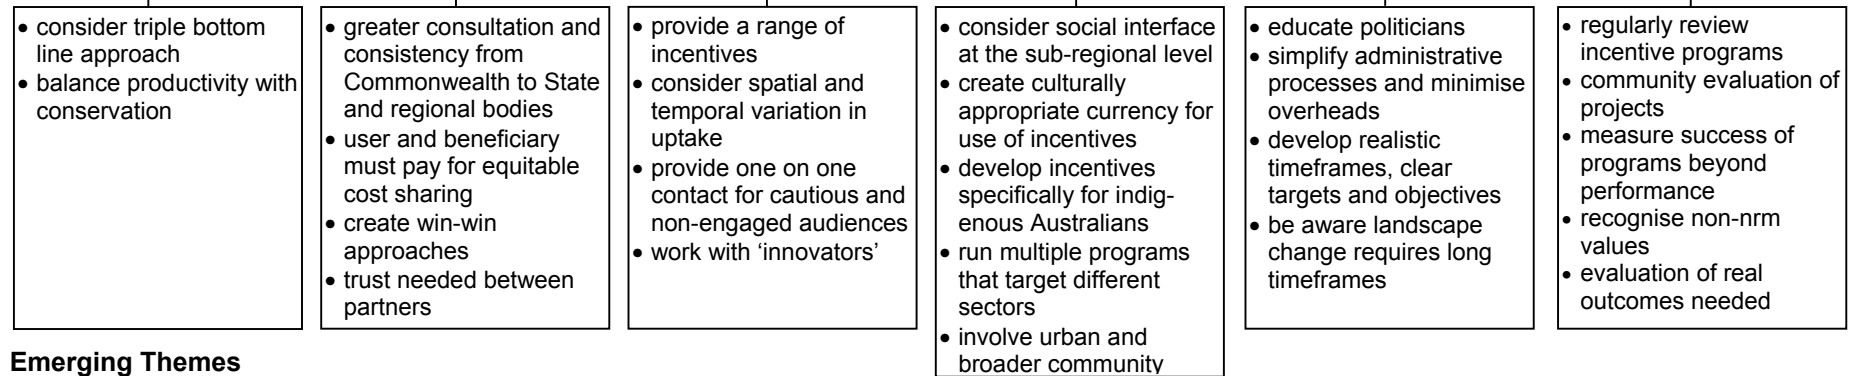 • consider triple bottom
line approach
• balance productivity with
conservation
• greater consultation and
consistency from
Commonwealth to State
and regional bodies
• user and beneficiary
must pay for equitable
cost sharing
• create win-win
approaches
• trust needed between
partners
• provide a range of
incentives
• consider spatial and
temporal variation in
uptake
• provide one on one
contact for cautious and
non-engaged audiences
• work with ‘innovators’
• consider social interface
at the sub-regional level
• create culturally
appropriate currency for
use of incentives
• develop incentives
specifically for indig-
enous Australians
• run multiple programs
that target different
sectors
• involve urban and
broader community
• educate politicians
• simplify administrative
processes and minimise
overheads
• develop realistic
timeframes, clear
targets and objectives
• be aware landscape
change requires long
timeframes
• regularly review
incentive programs
• community evaluation of
projects
• measure success of
programs beyond
performance
• recognise non-nrm
values
• evaluation of real
outcomes needed
Emerging Themes